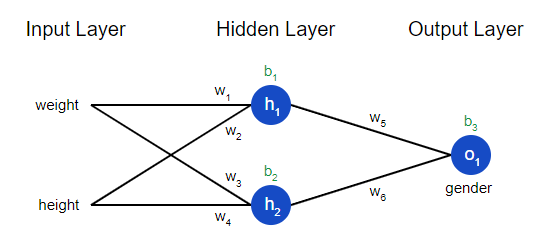 Input Layer Hidden Layer Output Layer
b₁
w₁
weight h₁
w₅
b₃
w₂
o₁
w₃ b₂
gender
w₆
height h₂
w₄